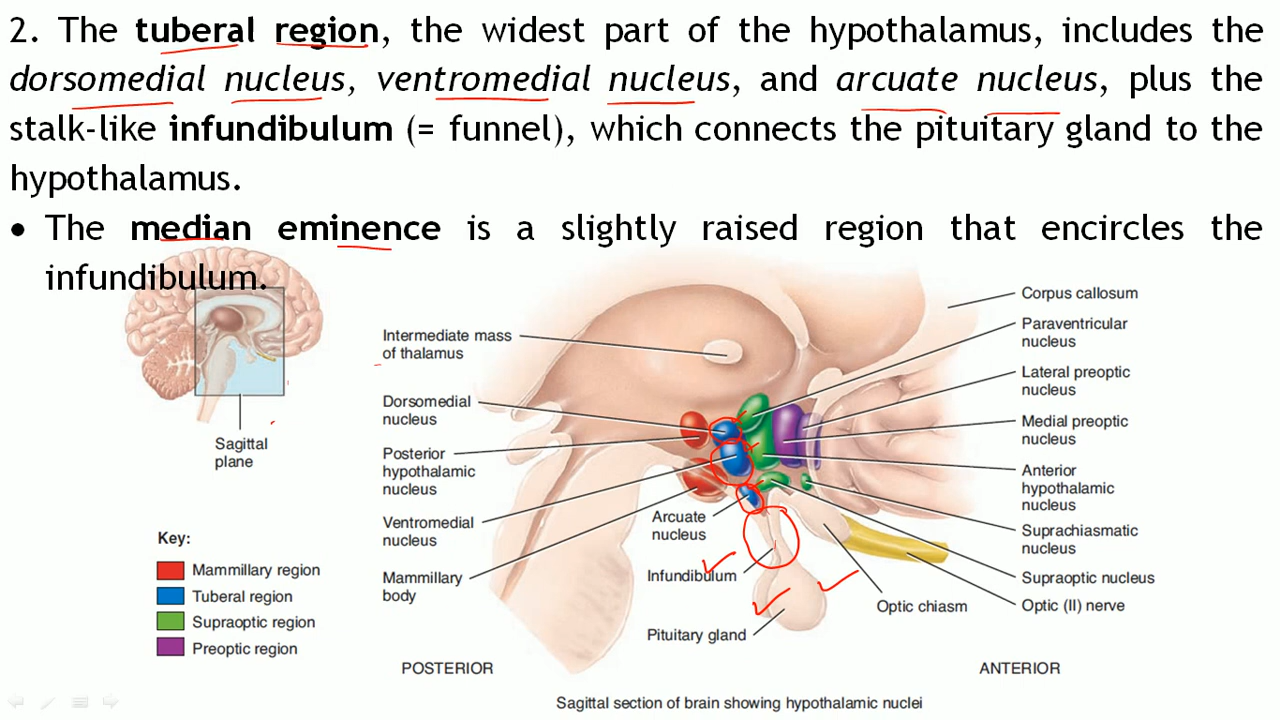 2. The tuberal region, the widest part of the hypothalamus, includes the
dorsomedial nucleus, ventromedial nucleus, and arcuate nucleus, plus the
stalk-like infundibulum (= funnel), which connects the pituitary gland to the
hypothalamus.
• The median eminence is a slightly raised region that encircles the
infundibulum.
Sagittal
plane
Key:
Mammillary region
Tuberal region
Supraoptic region
Preoptic region
Intermediate mass
of thalamus
Dorsomedial
nucleus
Posterior
hypothalamic
nucleus
Ventromedial
nucleus
Mammillary
body
Arcuate
nucleus
Infundibulum
Pituitary gland
Corpus callosum
Paraventricular
nucleus
Lateral preoptic
nucleus
Medial preoptic
nucleus
Anterior
hypothalamic
nucleus
Suprachiasmatic
nucleus
Supraoptic nucleus
Optic (II) nerve
Optic chiasm
POSTERIOR
ANTERIOR
Sagittal section of brain showing hypothalamic nuclei